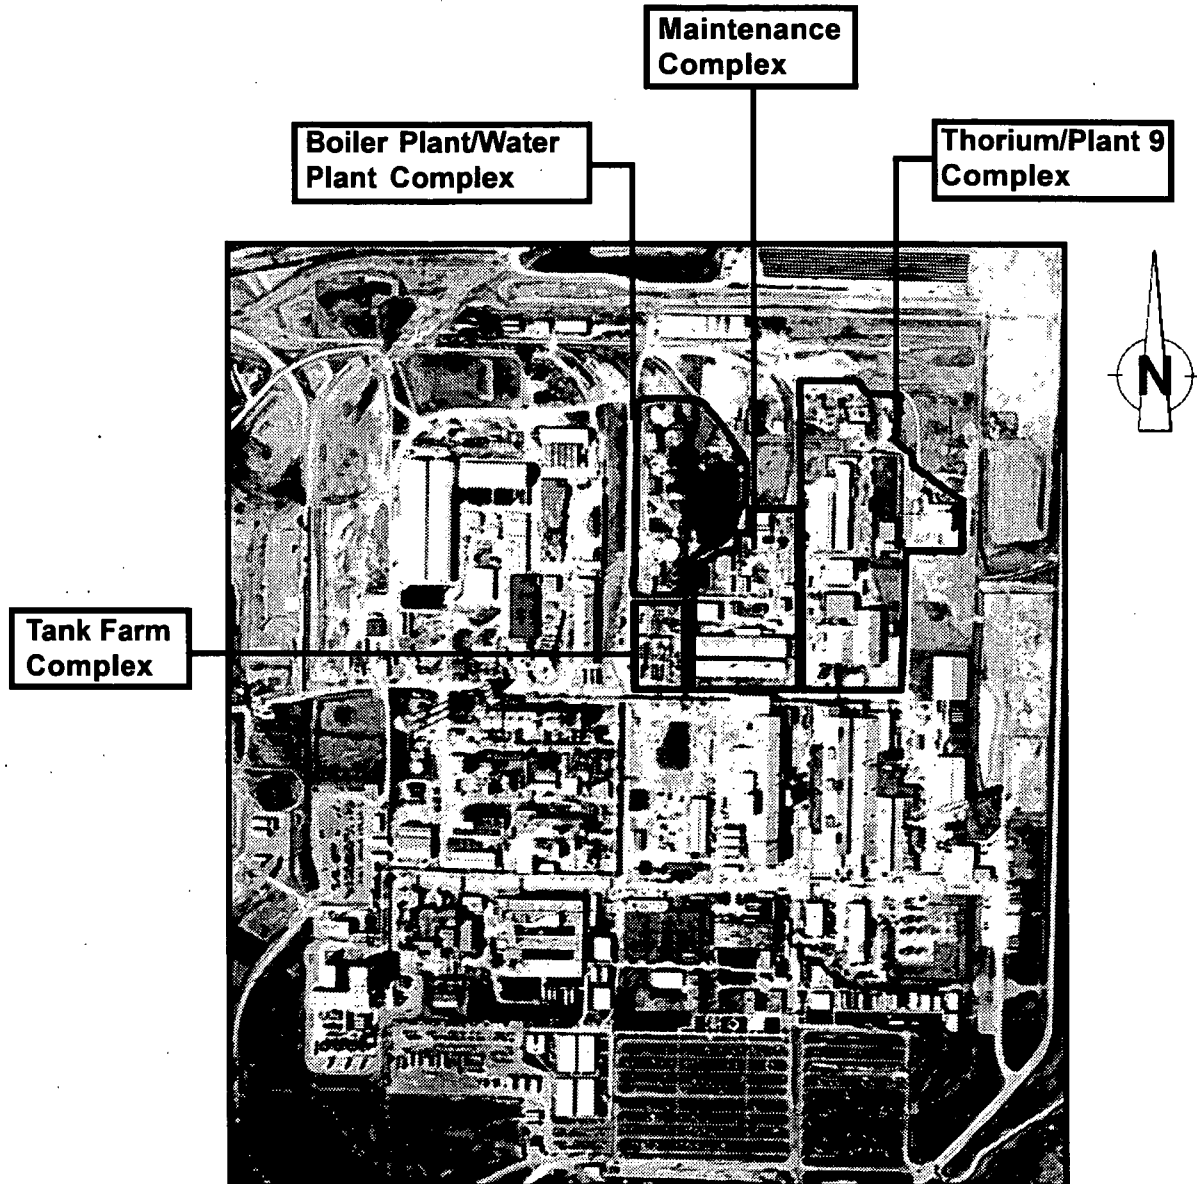 Maintenance
Complex
Boiler Plant/Water
Plant Complex
Thorium/Plant 9
Complex
N
Tank Farm
Complex